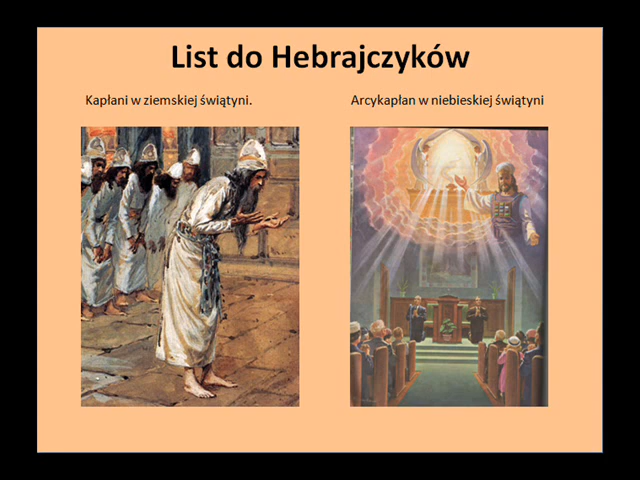 List do Hebrajczyków
Kapłani w ziemskiej świątyni.
Arcykapłan w niebieskiej świątyni